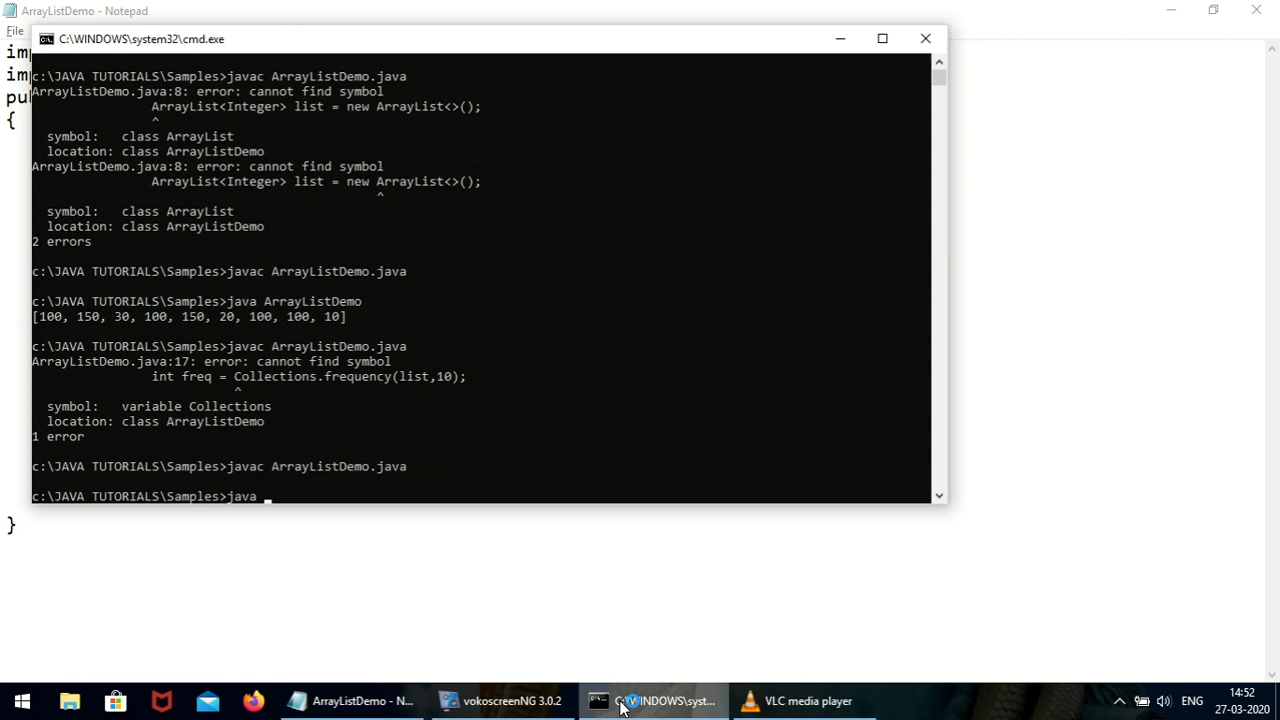 ArrayListDemo - Notepad
File
C:\WINDOWS\system32\cmd.exe
imp
imp
pub
{
c:\JAVA TUTORIALS\Samples>javac ArrayListDemo.java
ArrayListDemo.java:8: error: cannot find symbol
ArrayList<Integer> list = new ArrayList<>();
^
symbol: class ArrayList
location: class ArrayListDemo
ArrayListDemo.java:8: error: cannot find symbol
ArrayList<Integer> list = new ArrayList<>();
^
symbol: class ArrayList
location: class ArrayListDemo
2 errors
c:\JAVA TUTORIALS\Samples>javac ArrayListDemo.java
c:\JAVA TUTORIALS\Samples>java ArrayListDemo
[100, 150, 30, 100, 150, 20, 100, 100, 10]
c:\JAVA TUTORIALS\Samples>javac ArrayListDemo.java
ArrayListDemo.java:17: error: cannot find symbol
int freq = Collections.frequency(list,10);
^
symbol: variable Collections
location: class ArrayListDemo
1 error
c:\JAVA TUTORIALS\Samples>javac ArrayListDemo.java
c:\JAVA TUTORIALS\Samples>java _
}
ArrayListDemo - N...
vokoscreenNG 3.0.2
C:\WINDOWS\syst...
VLC media player
ENG
14:52
27-03-2020